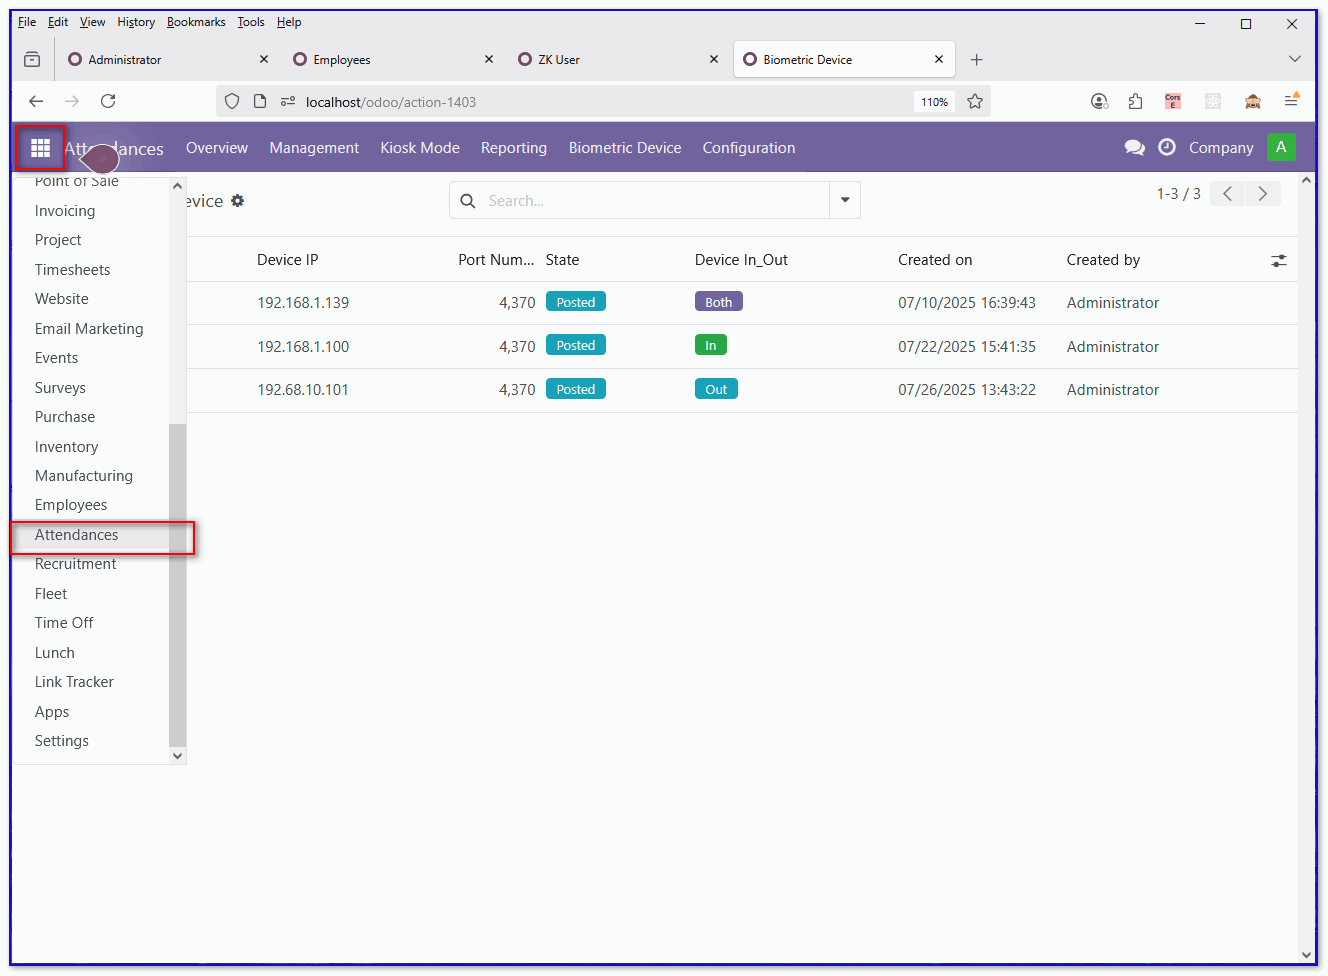 File Edit View History Bookmarks Tools Help
Administrator Employees ZK User Biometric Device
localhost/odoo/action-1403 110% Cors E
Attendances Overview Management Kiosk Mode Reporting Biometric Device Configuration Company A
Point of Sale
Invoicing
evice Search... 1-3 / 3
Project
Timesheets
Website
Email Marketing
Events
Surveys
Purchase
Inventory
Manufacturing
Employees
Attendances
Recruitment
Fleet
Time Off
Lunch
Link Tracker
Apps
Settings
Device IP Port Num... State Device In_Out Created on Created by
192.168.1.139 4,370 Posted Both 07/10/2025 16:39:43 Administrator
192.168.1.100 4,370 Posted In 07/22/2025 15:41:35 Administrator
192.68.10.101 4,370 Posted Out 07/26/2025 13:43:22 Administrator